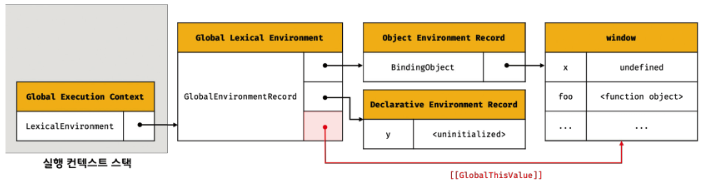 Global Lexical Environment
Object Environment Record
window
BindingObject
x
undefined
Global Execution Context
GlobalEnvironmentRecord
foo
<function object>
Declarative Environment Record
LexicalEnvironment
y
<uninitialized>
...
...
실행 컨텍스트 스택
[[GlobalThisValue]]